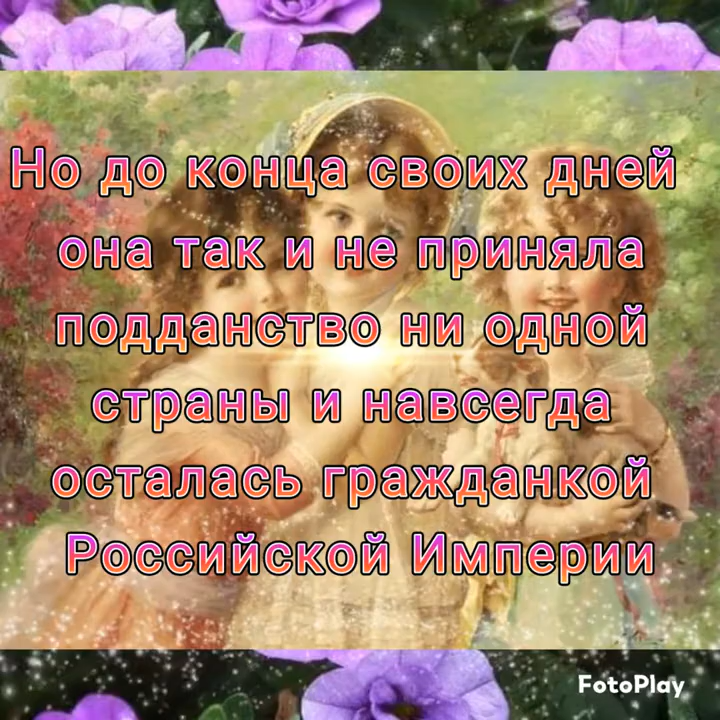 Но до конца своих дней
она так и не приняла
подданство ни одной
страны и навсегда
осталась гражданкой
Российской Империи
FotoPlay